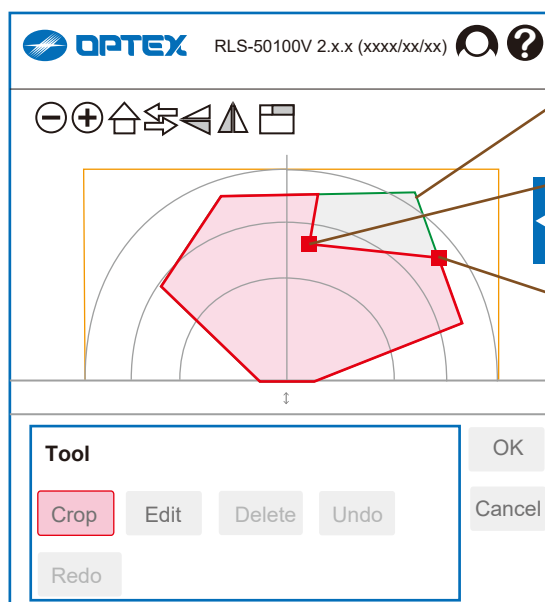 OPTEX RLS-50100V 2.x.x (xxxx/xx/xx) ?
Tool
OK
Crop Edit Delete Undo
Cancel
Redo